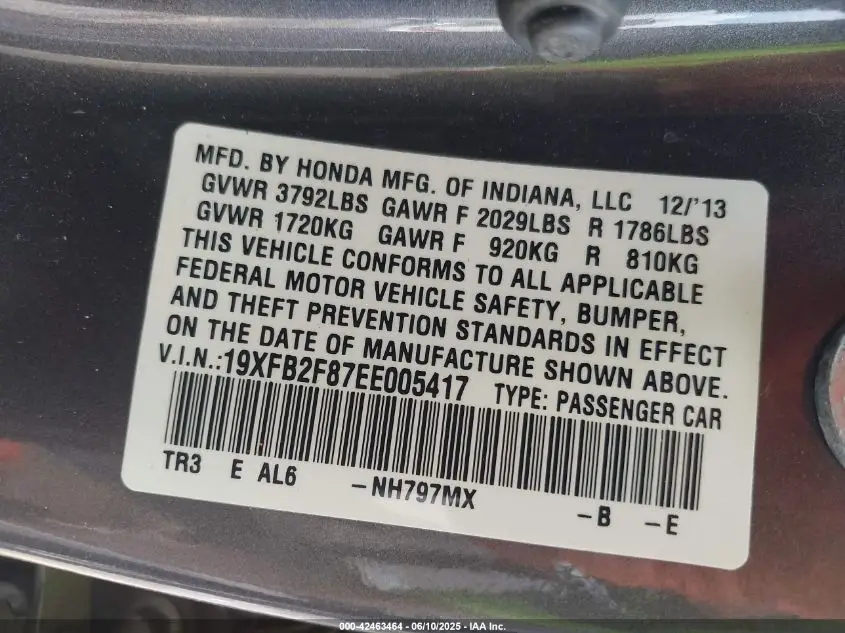 MFD. BY HONDA MFG. OF INDIANA, LLC 12/'13
GVWR 3792LBS GAWR F 2029LBS R 1786LBS
GVWR 1720KG GAWR F 920KG R 810KG
THIS VEHICLE CONFORMS TO ALL APPLICABLE
FEDERAL MOTOR VEHICLE SAFETY, BUMPER,
AND THEFT PREVENTION STANDARDS IN EFFECT
ON THE DATE OF MANUFACTURE SHOWN ABOVE.
V.I.N.:19XFB2F87EE005417 TYPE: PASSENGER CAR
TR3 E AL6 -NH797MX -B -E
000-42463464 - 06/10/2025 - IAA Inc.